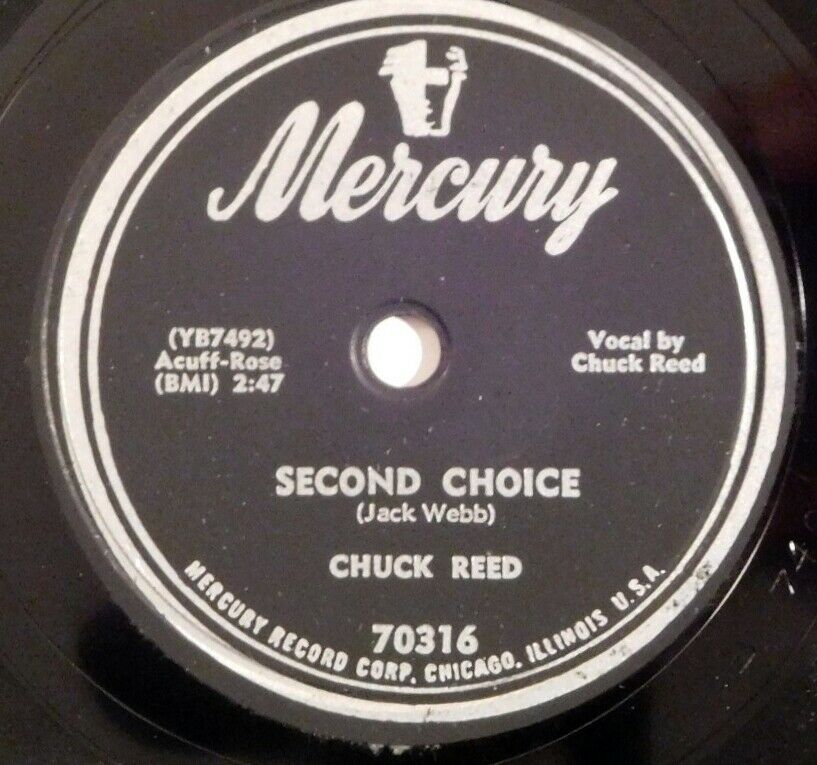 Mercury
(YB7492)
Acuff-Rose
(BMI) 2:47
Vocal by
Chuck Reed
SECOND CHOICE
(Jack Webb)
CHUCK REED
70316
MERCURY RECORD CORP. CHICAGO. ILLINOIS U.S.A.